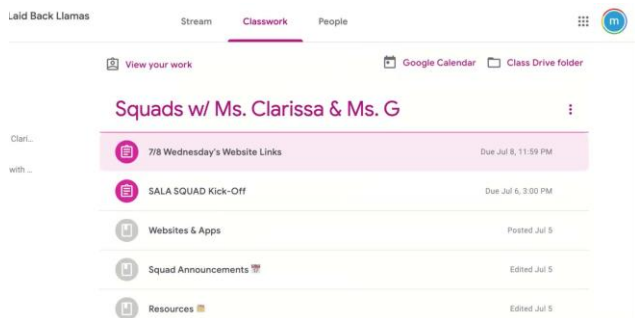 Laid Back Llamas
Stream Classwork People
m
View your work
Google Calendar Class Drive folder
Squads w/ Ms. Clarissa & Ms. G
Clari...
with ...
7/8 Wednesday's Website Links Due Jul 8, 11:59 PM
SALA SQUAD Kick-Off Due Jul 6, 3:00 PM
Websites & Apps Posted Jul 5
Squad Announcements 📅 Edited Jul 5
Resources Edited Jul 5